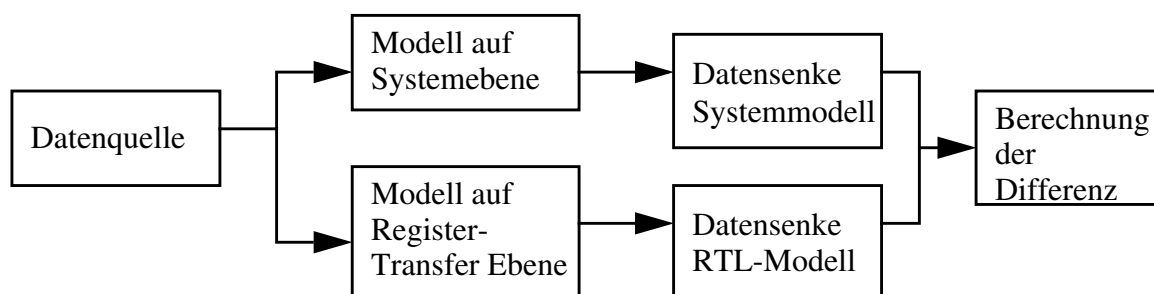 Datenquelle
Modell auf
Systemebene
Modell auf
Register-
Transfer Ebene
Datensenke
Systemmodell
Datensenke
RTL-Modell
Berechnung
der
Differenz